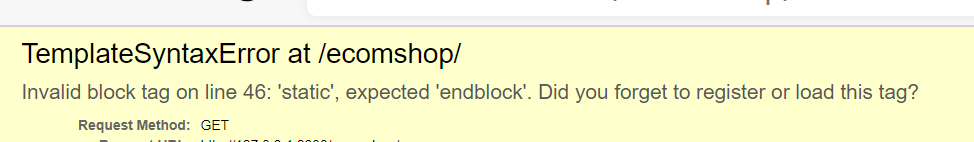 TemplateSyntaxError at /ecomshop/
Invalid block tag on line 46: 'static', expected 'endblock'. Did you forget to register or load this tag?
Request Method: GET